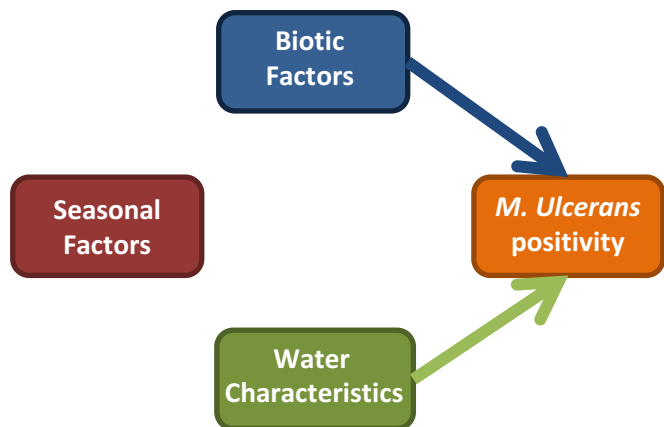 Biotic
Factors
Seasonal
Factors
M. Ulcerans
positivity
Water
Characteristics